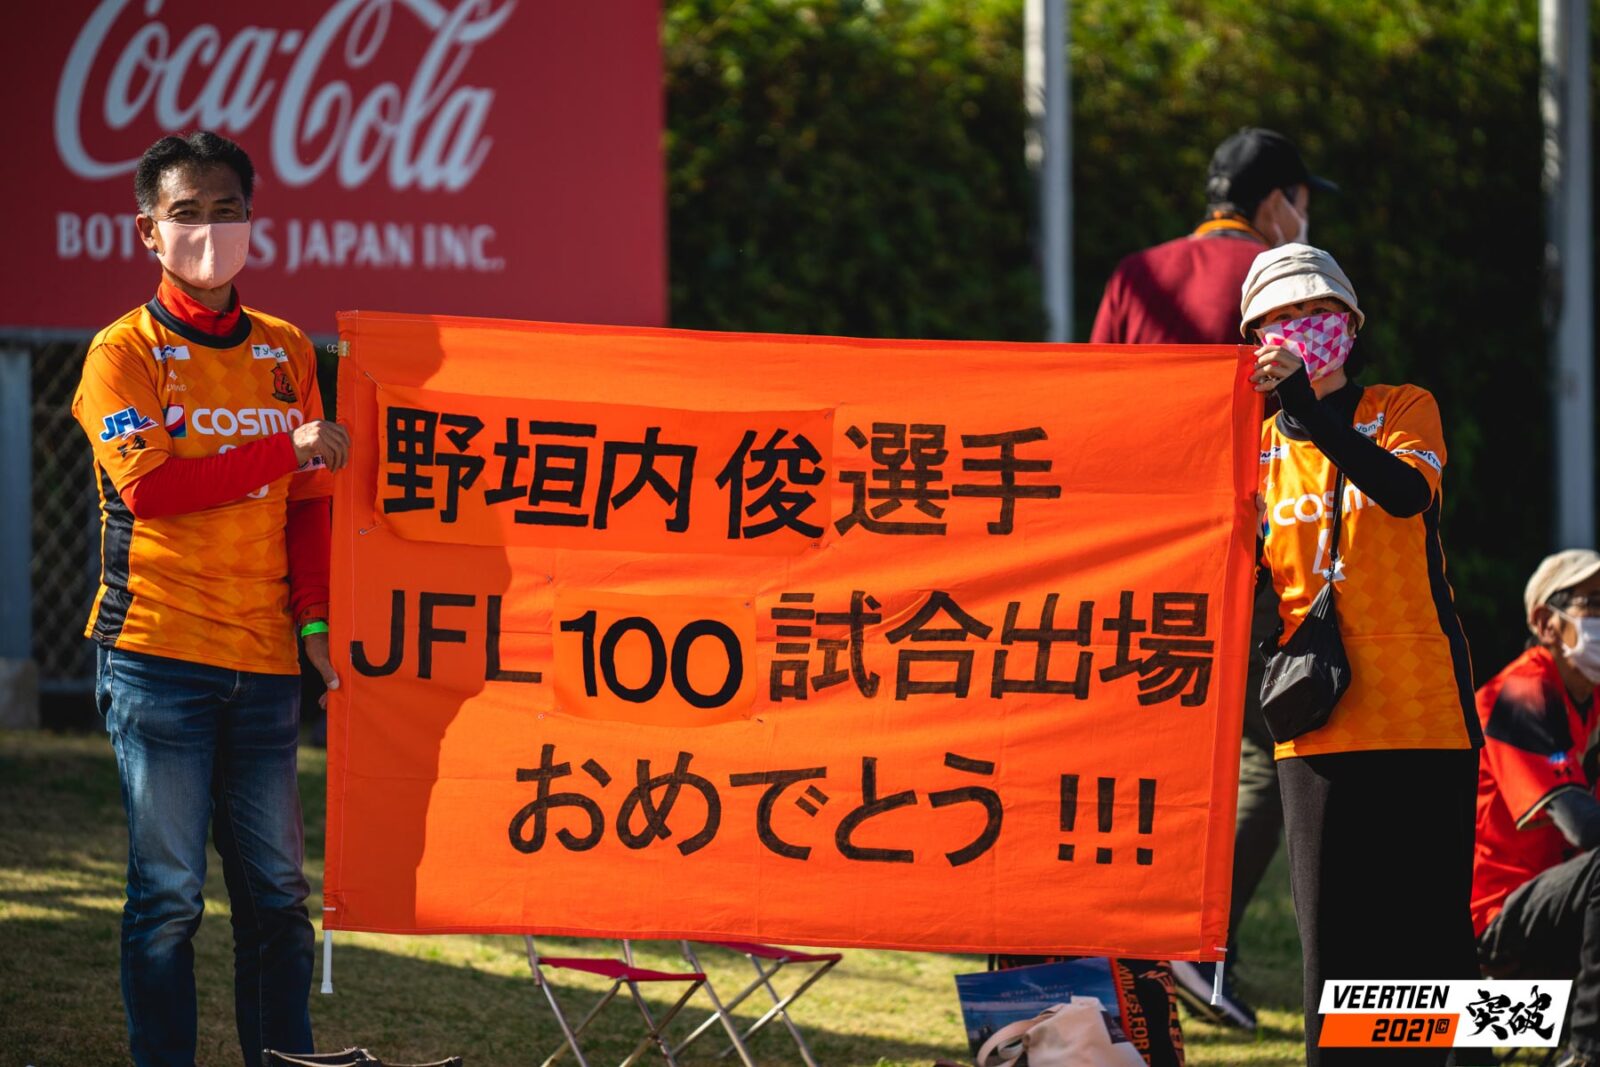 Coca-Cola
BOT S JAPAN INC.
JFL
COSMO
野垣内俊選手
JFL 100 試合出場
おめでとう!!!
VEERTIEN
2021
突破